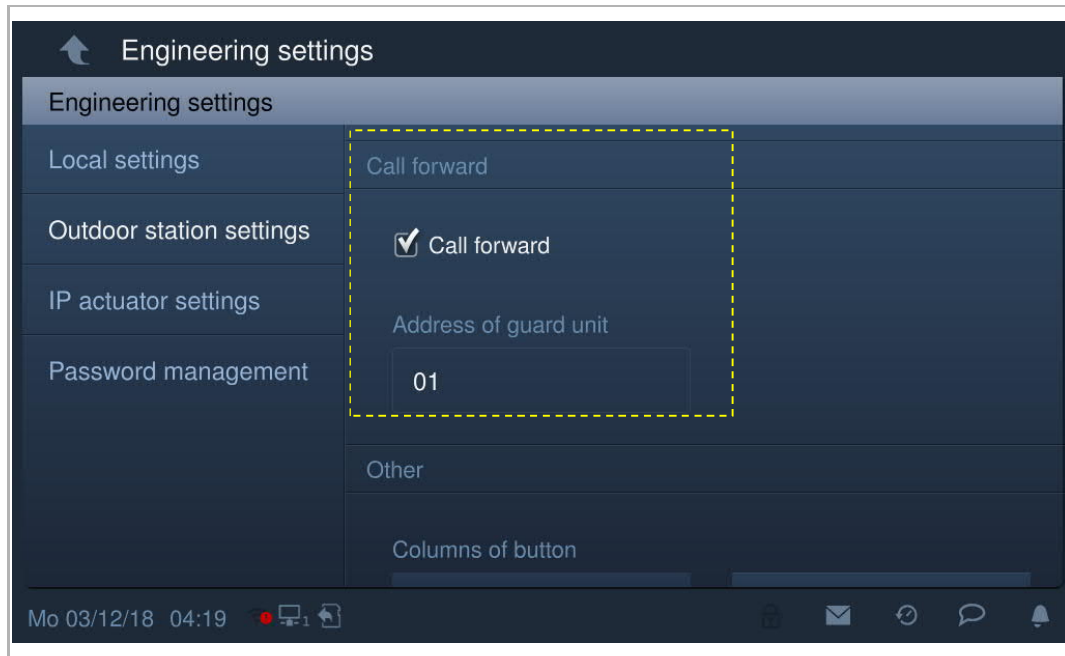 Engineering settings
Engineering settings
Local settings
Outdoor station settings
IP actuator settings
Password management
Call forward
Call forward
Address of guard unit
01
Other
Columns of button
Mo 03/12/18 04:19 1